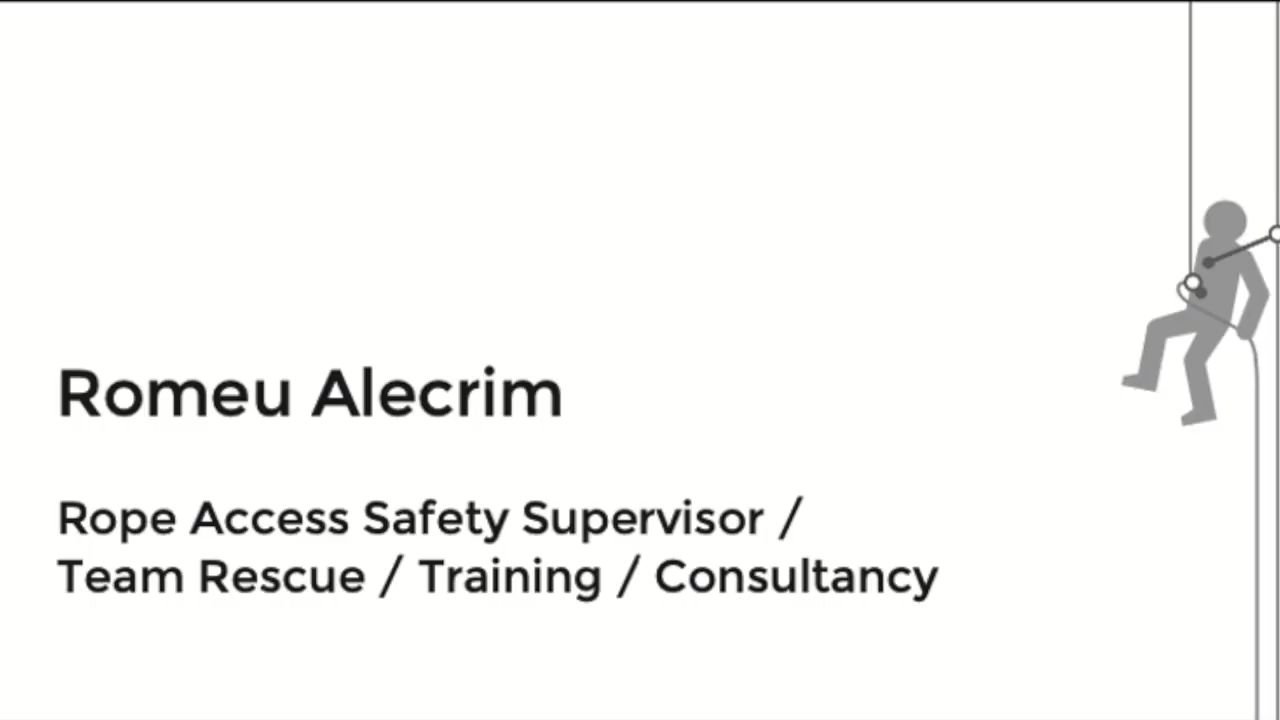 Romeu Alecrim
Rope Access Safety Supervisor /
Team Rescue / Training / Consultancy